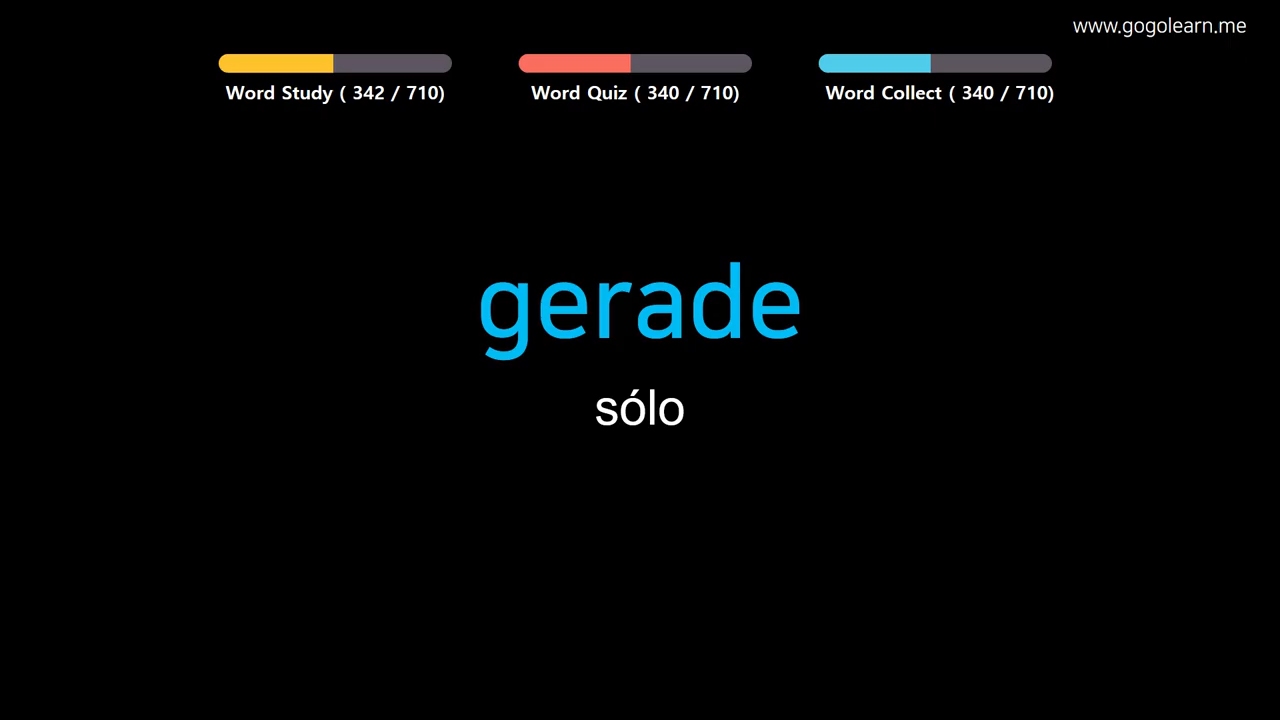 www.gogolearn.me
Word Study ( 342 / 710)
Word Quiz ( 340 / 710)
Word Collect ( 340 / 710)
gerade
sólo